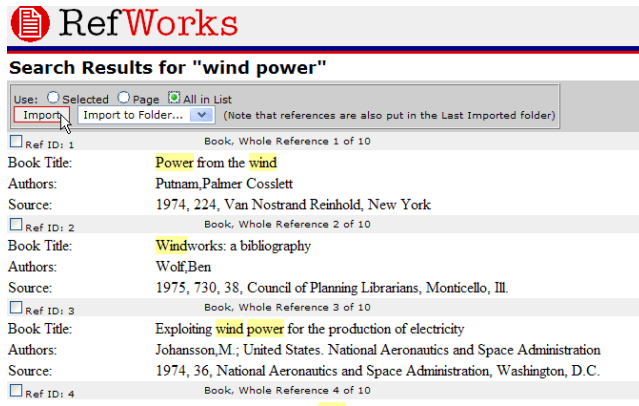 RefWorks
Search Results for "wind power"
Use: Selected Page All in List
Import Import to Folder... (Note that references are also put in the Last Imported folder)
Ref ID: 1 Book, Whole Reference 1 of 10
Book Title: Power from the wind
Authors: Putnam,Palmer Cosslett
Source: 1974, 224, Van Nostrand Reinhold, New York
Ref ID: 2 Book, Whole Reference 2 of 10
Book Title: Windworks: a bibliography
Authors: Wolf,Ben
Source: 1975, 730, 38, Council of Planning Librarians, Monticello, Ill.
Ref ID: 3 Book, Whole Reference 3 of 10
Book Title: Exploiting wind power for the production of electricity
Authors: Johansson,M.; United States. National Aeronautics and Space Administration
Source: 1974, 36, National Aeronautics and Space Administration, Washington, D.C.
Ref ID: 4 Book, Whole Reference 4 of 10